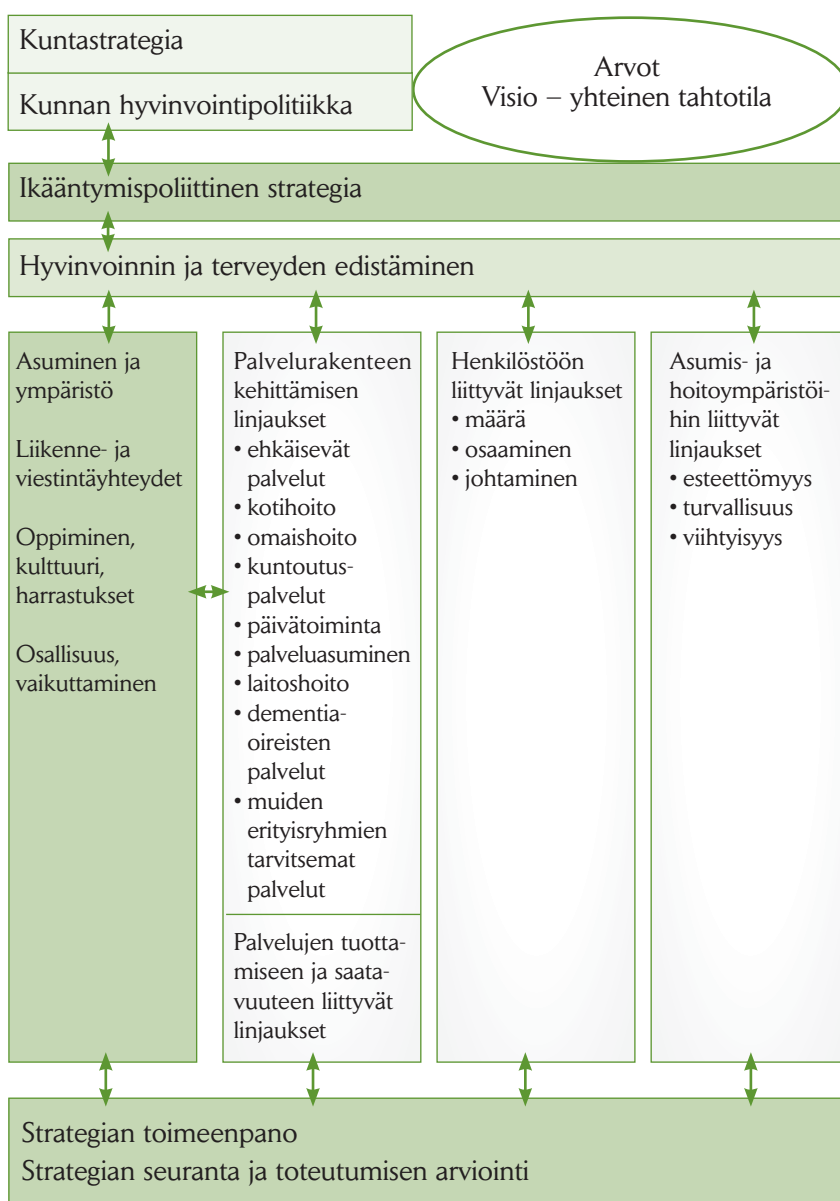 Kuntastrategia
Kunnan hyvinvointipolitiikka
Arvot
Visio – yhteinen tahtotila
Ikääntymispoliittinen strategia
Hyvinvoinnin ja terveyden edistäminen
Asuminen ja
ympäristö
Liikenne- ja
viestintäyhteydet
Oppiminen,
kulttuuri,
harrastukset
Osallisuus,
vaikuttaminen
Palvelurakenteen
kehittämisen
linjaukset
• ehkäisevät
palvelut
• kotihoito
• omaishoito
• kuntoutus-
palvelut
• päivätoiminta
• palveluasuminen
• laitoshoito
• dementia-
oireisten
palvelut
• muiden
erityisryhmien
tarvitsemat
palvelut
Palvelujen tuotta-
miseen ja saata-
vuuteen liittyvät
linjaukset
Henkilöstöön
liittyvät linjaukset
• määrä
• osaaminen
• johtaminen
Asumis- ja
hoitoympäristöi-
hin liittyvät
linjaukset
• esteettömyys
• turvallisuus
• viihtyisyys
Strategian toimeenpano
Strategian seuranta ja toteutumisen arviointi